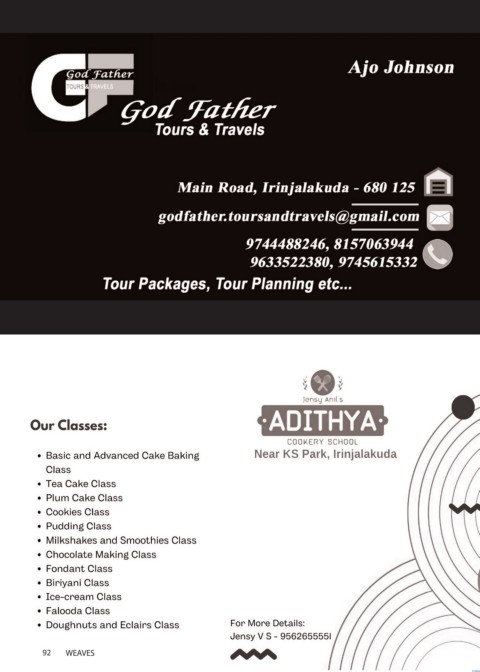 God Father
TOURS & TRAVELS
Ajo Johnson
God Father
Tours & Travels
Main Road, Irinjalakuda - 680 125
godfather.toursandtravels@gmail.com
9744488246, 8157063944
9633522380, 9745615332
Tour Packages, Tour Planning etc...
Jensy Anil's
ADITHYA
COOKERY SCHOOL
Near KS Park, Irinjalakuda
Our Classes:
• Basic and Advanced Cake Baking
Class
• Tea Cake Class
• Plum Cake Class
• Cookies Class
• Pudding Class
• Milkshakes and Smoothies Class
• Chocolate Making Class
• Fondant Class
• Biriyani Class
• Ice-cream Class
• Falooda Class
• Doughnuts and Eclairs Class
For More Details:
Jensy V S - 9562655551
92 WEAVES